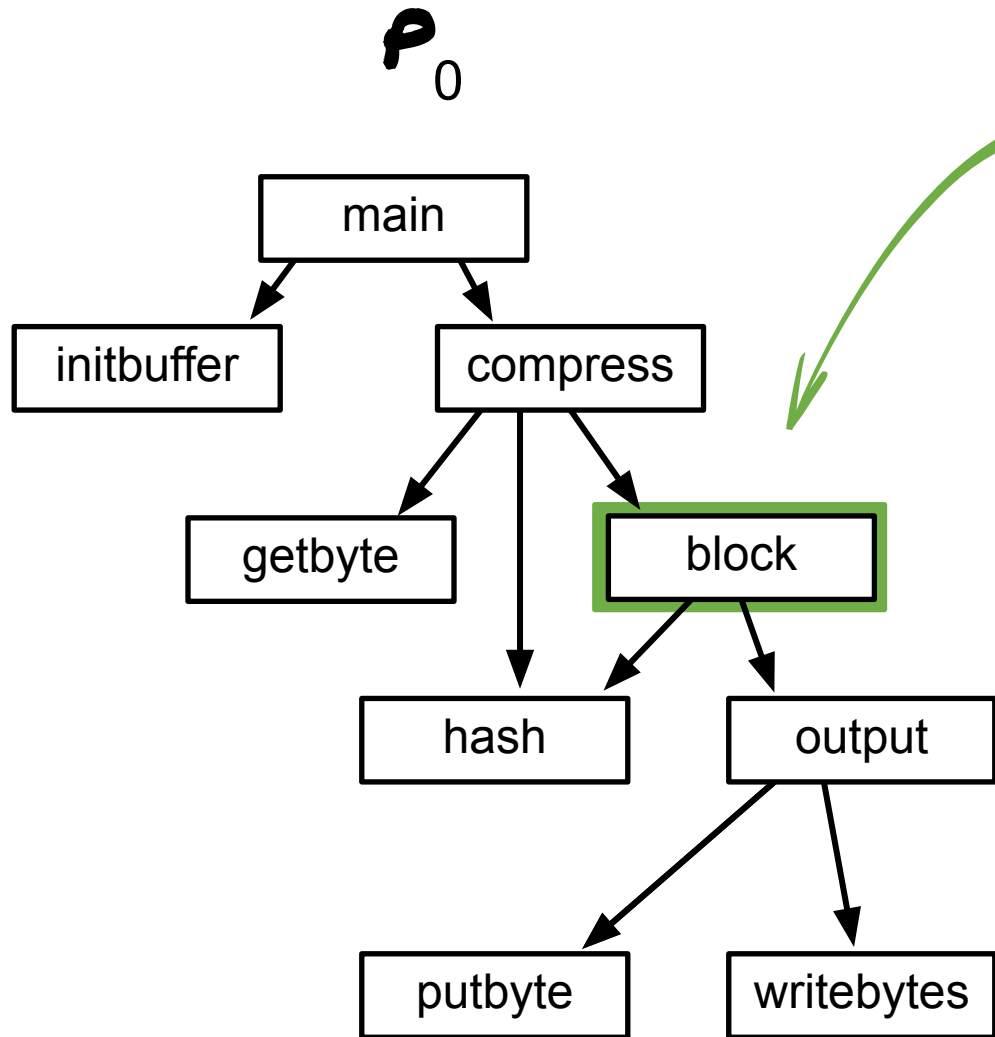 𝒫0
main
initbuffer
compress
getbyte
block
hash
output
putbyte
writebytes